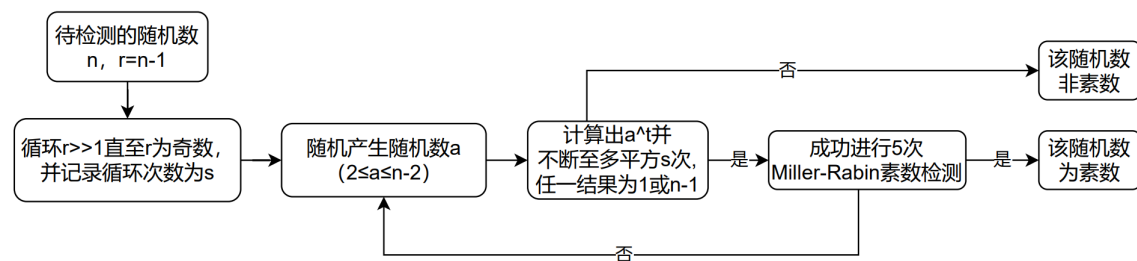 待检测的随机数
n，r=n-1
循环r>>1直至r为奇数，
并记录循环次数为s
随机产生随机数a
（2≤a≤n-2）
计算出a^t并
不断至多平方s次，
任一结果为1或n-1
否
该随机数
非素数
是
成功进行5次
Miller-Rabin素数检测
是
该随机数
为素数
否